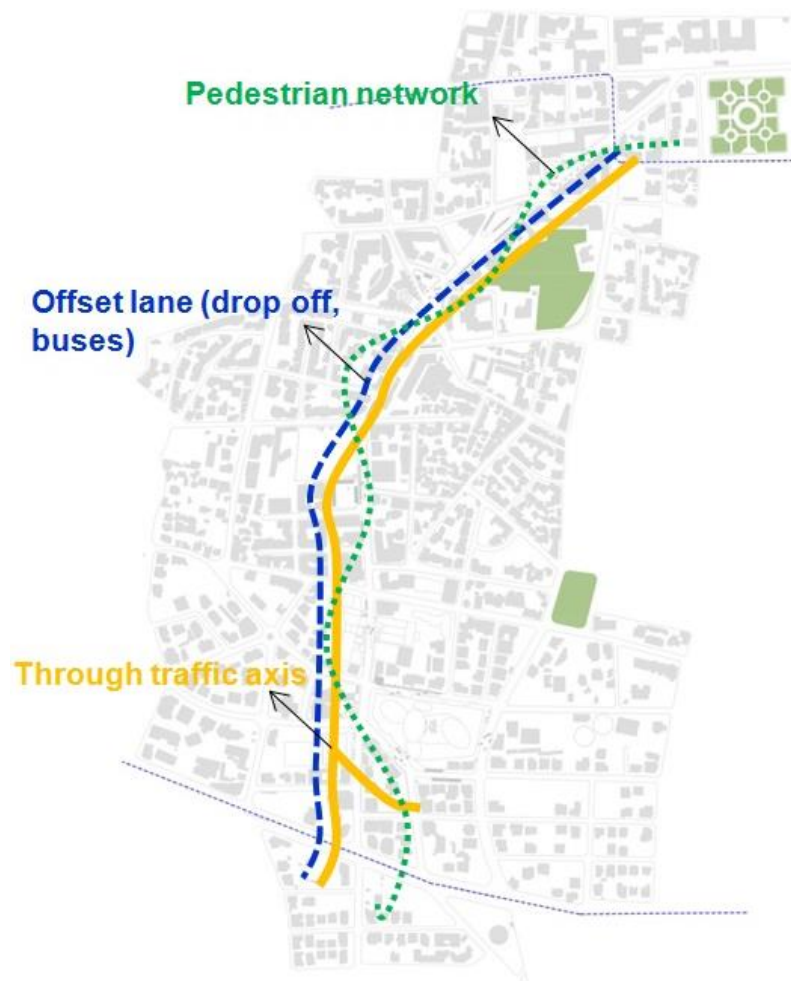 Pedestrian network
Offset lane (drop off,
buses)
Through traffic axis